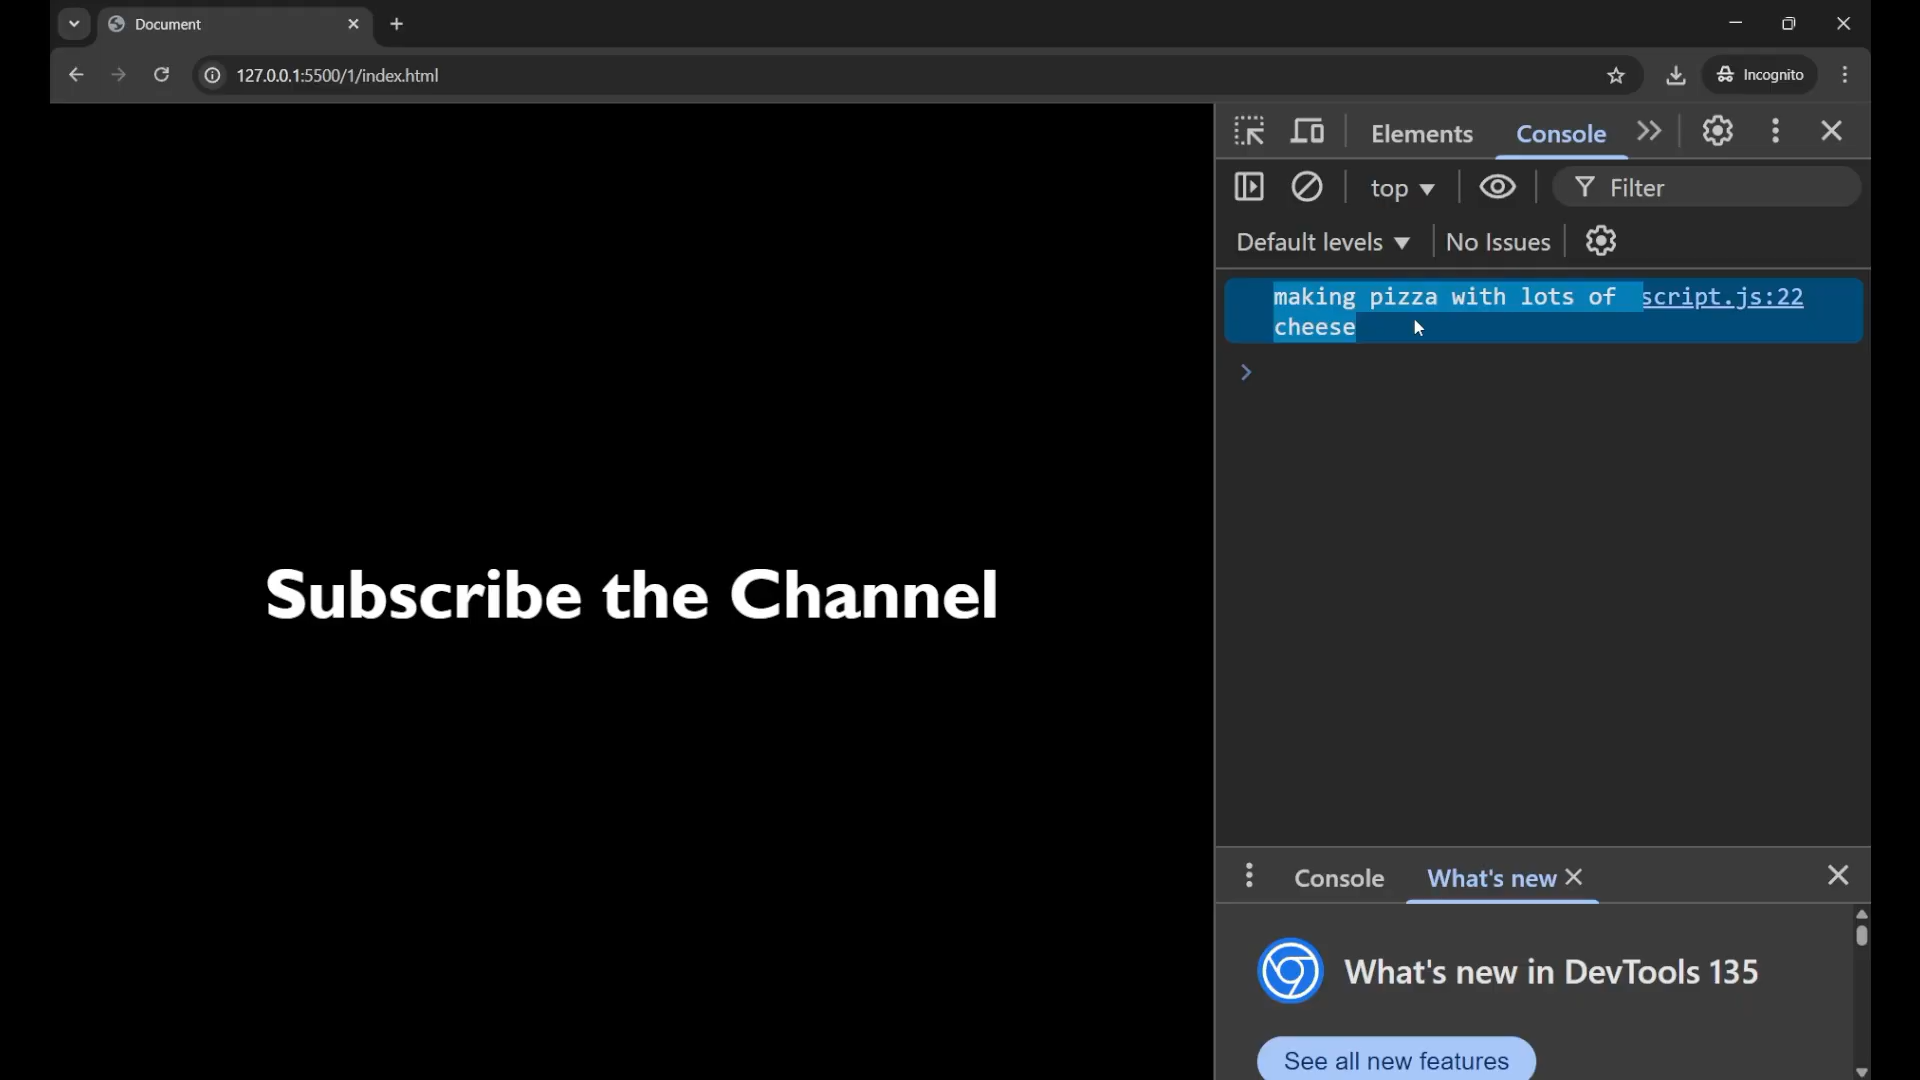 Document
127.0.0.1:5500/1/index.html
Incognito
Elements
Console
top
Filter
Default levels
No Issues
making pizza with lots of script.js:22
cheese
Subscribe the Channel
Console
What's new
What's new in DevTools 135
See all new features